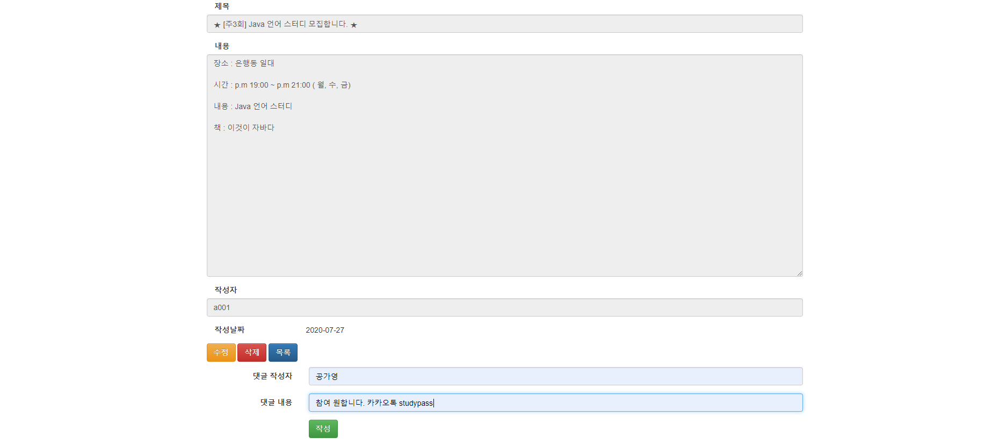 제목
★ [주3회] Java 언어 스터디 모집합니다. ★
내용
장소 : 은행동 일대
시간 : p.m 19:00 ~ p.m 21:00 ( 월, 수, 금)
내용 : Java 언어 스터디
책 : 이것이 자바다
작성자
a001
작성날짜 2020-07-27
수정 삭제 목록
댓글 작성자 공가영
댓글 내용 참여 원합니다. 카카오톡 studypass
작성